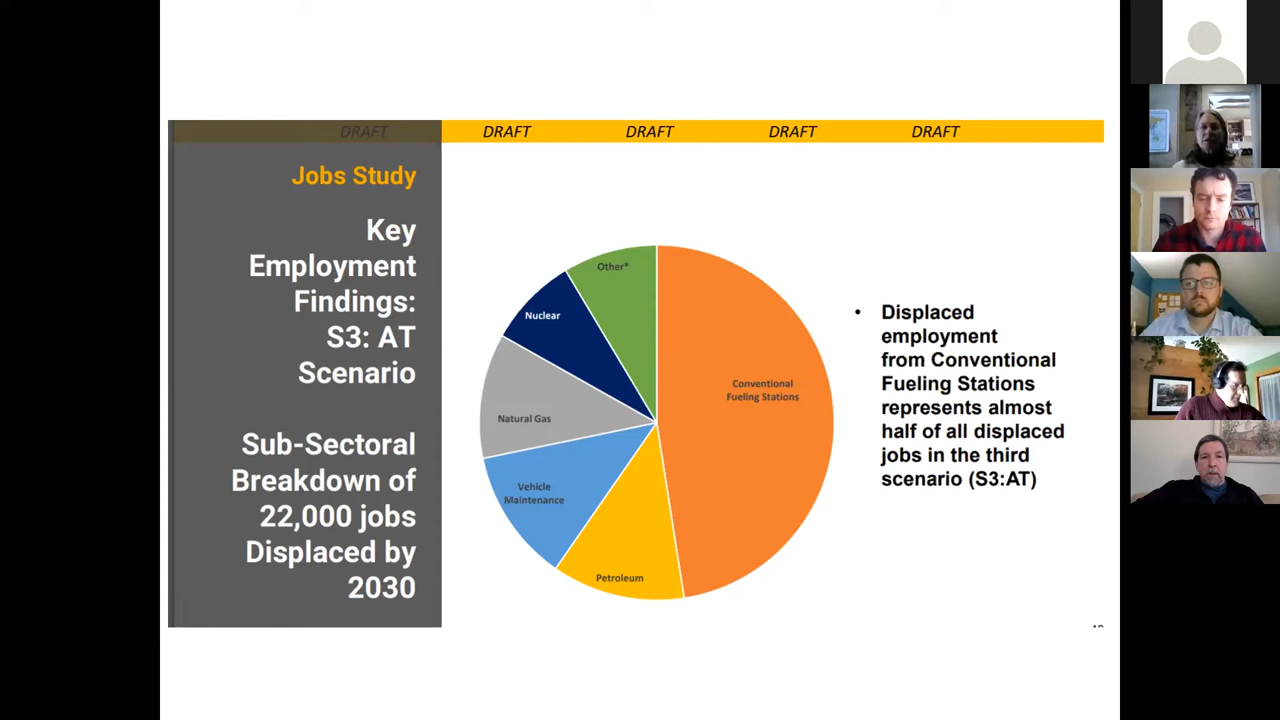 DRAFT DRAFT DRAFT DRAFT DRAFT
Jobs Study
Key
Employment
Findings:
S3: AT
Scenario
Sub-Sectoral
Breakdown of
22,000 jobs
Displaced by
2030
Other*
Nuclear
Natural Gas
Vehicle
Maintenance
Petroleum
Conventional
Fueling Stations
• Displaced
employment
from Conventional
Fueling Stations
represents almost
half of all displaced
jobs in the third
scenario (S3:AT)